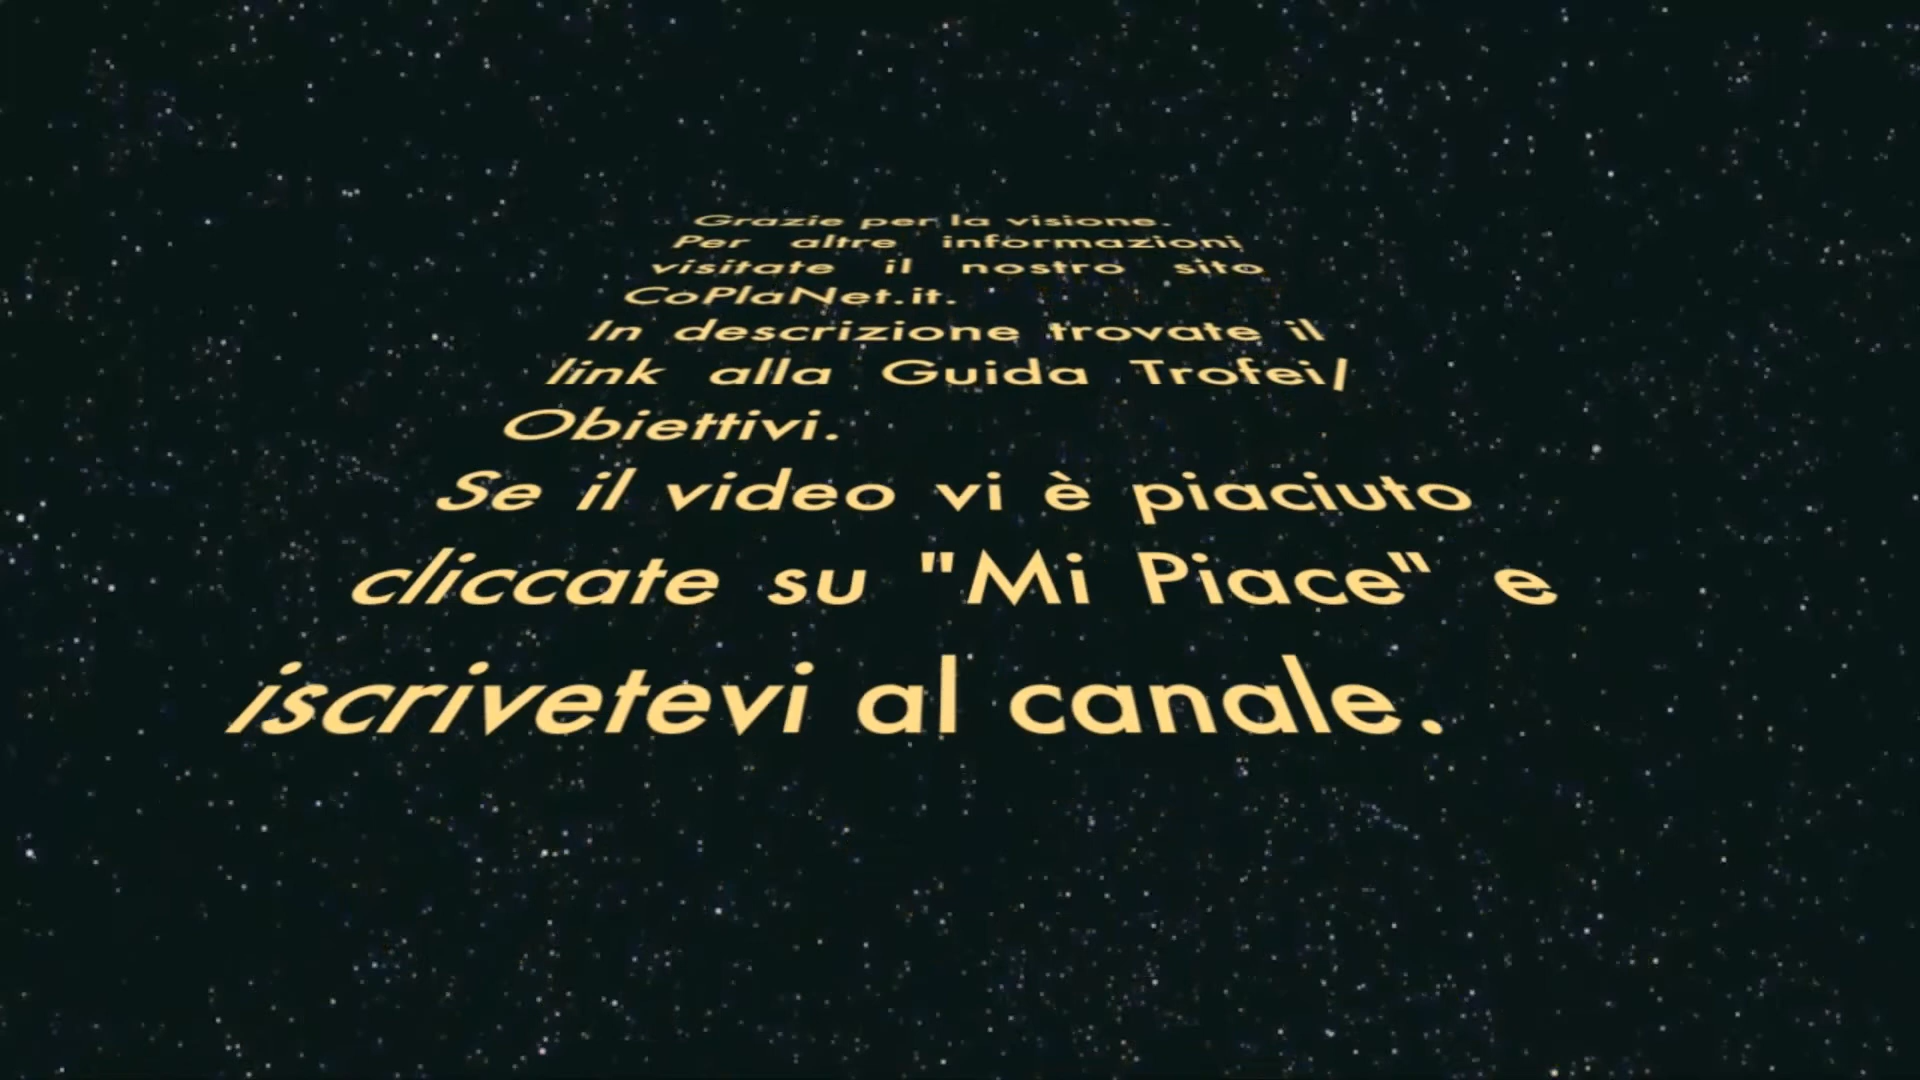 Grazie per la visione.
Per altre informazioni
visitate il nostro sito
CoPlaNet.it.
In descrizione trovate il
link alla Guida Trofei/
Obiettivi.
Se il video vi è piaciuto
cliccate su "Mi Piace" e
iscrivetevi al canale.